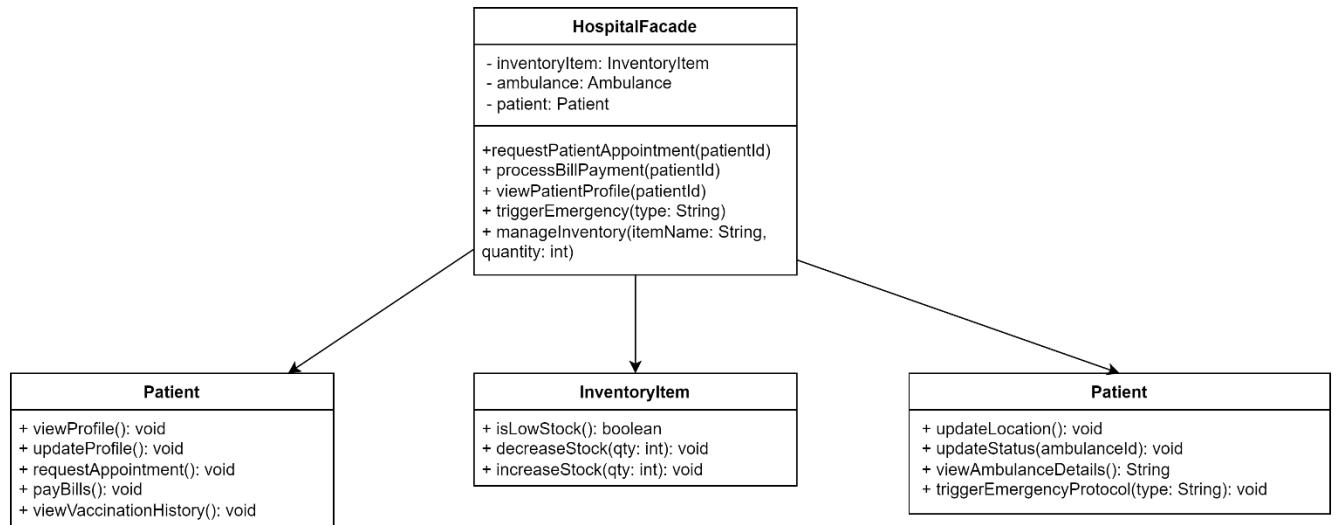 HospitalFacade
- inventoryItem: InventoryItem
- ambulance: Ambulance
- patient: Patient
+requestPatientAppointment(patientId)
+ processBillPayment(patientId)
+ viewPatientProfile(patientId)
+ triggerEmergency(type: String)
+ manageInventory(itemName: String,
quantity: int)
Patient
+ viewProfile(): void
+ updateProfile(): void
+ requestAppointment(): void
+ payBills(): void
+ viewVaccinationHistory(): void
InventoryItem
+ isLowStock(): boolean
+ decreaseStock(qty: int): void
+ increaseStock(qty: int): void
Patient
+ updateLocation(): void
+ updateStatus(ambulanceId): void
+ viewAmbulanceDetails(): String
+ triggerEmergencyProtocol(type: String): void